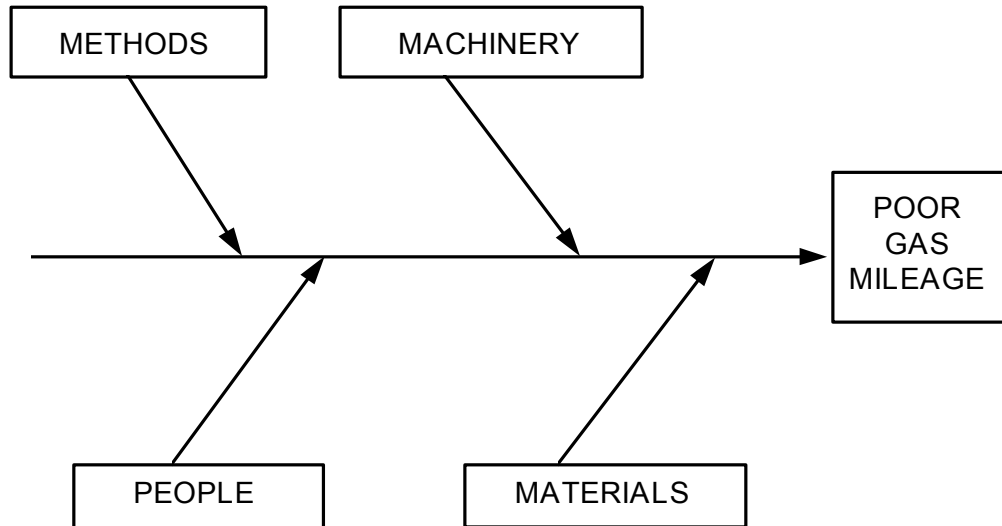 METHODS
MACHINERY
POOR
GAS
MILEAGE
PEOPLE
MATERIALS